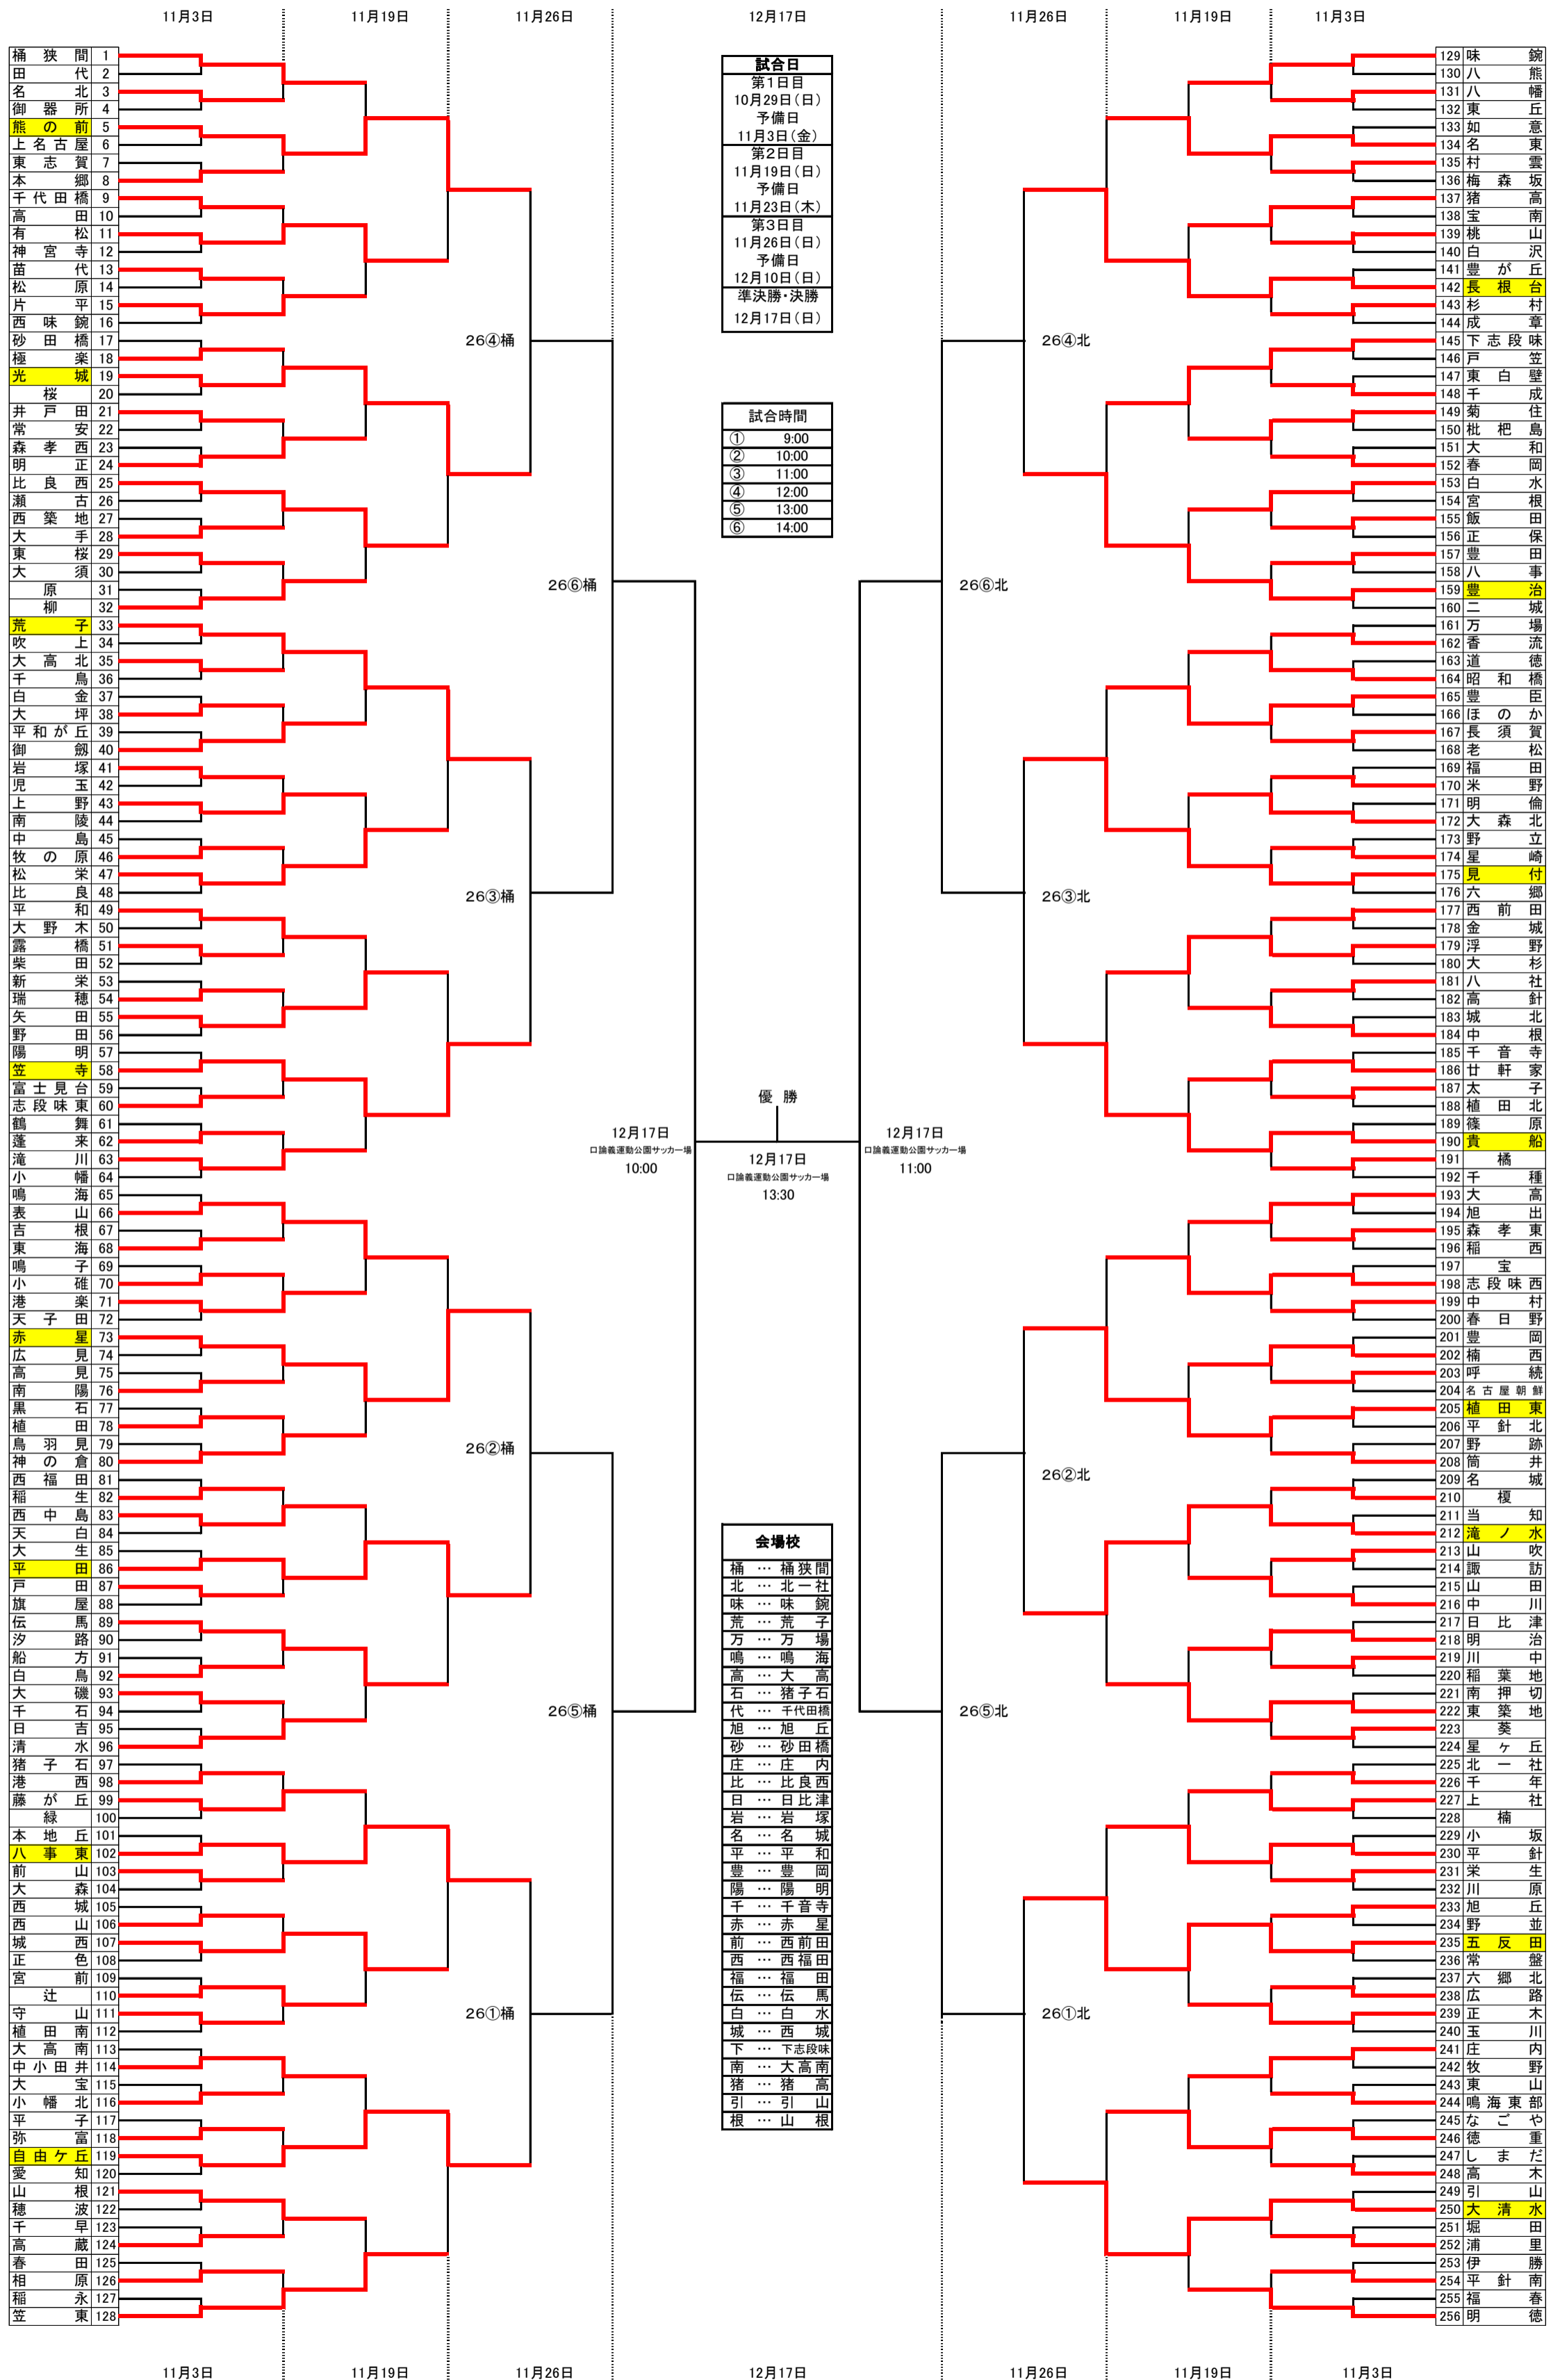 11月3日 11月19日 11月26日 12月17日 11月26日 11月19日 11月3日
桶狭間 1
田代 2
名北 3
御器所 4
熊の前 5
上名古屋 6
東志賀 7
本郷 8
千代田橋 9
高田 10
有松 11
神宮寺 12
苗代 13
松原 14
片平 15
西味鋺 16
砂田橋 17
極楽 18
光城 19
桜 20
井戸田 21
常安 22
森孝西 23
明正 24
比良西 25
瀬古 26
西築地 27
大手 28
東桜 29
大須 30
原 31
柳 32
荒子 33
吹上 34
大高北 35
千鳥 36
白金 37
大坪 38
平和が丘 39
御劔 40
岩塚 41
児玉 42
上野 43
南陵 44
中島 45
牧の原 46
松栄 47
比良 48
平和 49
大野木 50
露橋 51
柴田 52
新栄 53
瑞穂 54
矢田 55
野田 56
陽明 57
笠寺 58
富士見台 59
志段味東 60
鶴舞 61
蓬来 62
滝川 63
小幡 64
鳴海 65
表山 66
吉根 67
東海 68
鳴子 69
小碓 70
港楽 71
天子田 72
赤星 73
広見 74
高見 75
南陽 76
黒石 77
植田 78
鳥羽見 79
神の倉 80
西福田 81
稲生 82
西中島 83
天白 84
大生 85
平田 86
戸田 87
旗屋 88
伝馬 89
汐路 90
船方 91
白鳥 92
大磯 93
千石 94
日吉 95
清水 96
猪子石 97
港西 98
藤が丘 99
緑 100
本地丘 101
八事東 102
前山 103
大森 104
西城 105
西山 106
城西 107
正色 108
宮前 109
辻 110
守山 111
植田南 112
大高南 113
中小田井 114
大宝 115
小幡北 116
平子 117
弥富 118
自由ケ丘 119
愛知 120
山根 121
穂波 122
千早 123
高蔵 124
春田 125
相原 126
稲永 127
笠東 128
26④桶
26⑥桶
26③桶
26②桶
26⑤桶
26①桶
試合日
第1日目
10月29日(日)
予備日
11月3日(金)
第2日目
11月19日(日)
予備日
11月23日(木)
第3日目
11月26日(日)
予備日
12月10日(日)
準決勝・決勝
12月17日(日)
試合時間
① 9:00
② 10:00
③ 11:00
④ 12:00
⑤ 13:00
⑥ 14:00
優勝
12月17日
口論義運動公園サッカー場
10:00
12月17日
口論義運動公園サッカー場
13:30
12月17日
口論義運動公園サッカー場
11:00
会場校
桶 … 桶狭間
北 … 北一社
味 … 味鋺
荒 … 荒子
万 … 万場
鳴 … 鳴海
高 … 大高
石 … 猪子石
代 … 千代田橋
旭 … 旭丘
砂 … 砂田橋
庄 … 庄内
比 … 比良西
日 … 日比津
岩 … 岩塚
名 … 名城
平 … 平和
豊 … 豊岡
陽 … 陽明
千 … 千音寺
赤 … 赤星
前 … 西前田
西 … 西福田
福 … 福田
伝 … 伝馬
白 … 白水
城 … 西城
下 … 下志段味
南 … 大高南
猪 … 猪高
引 … 引山
根 … 山根
26④北
26⑥北
26③北
26②北
26⑤北
26①北
129 味鋺
130 八熊
131 八幡
132 東丘
133 如意
134 名東
135 村雲
136 梅森坂
137 猪高
138 宝南
139 桃山
140 白沢
141 豊が丘
142 長根台
143 杉村
144 成章
145 下志段味
146 戸笠
147 東白壁
148 千成
149 菊住
150 枇杷島
151 大和
152 春岡
153 白水
154 宮根
155 飯田
156 正保
157 豊田
158 八事
159 豊治
160 二城
161 万場
162 香流
163 道徳
164 昭和橋
165 豊臣
166 ほのか
167 長須賀
168 老松
169 福田
170 米野
171 明倫
172 大森北
173 野立
174 星崎
175 見付
176 六郷
177 西前田
178 金城
179 浮野
180 大杉
181 八社
182 高針
183 城北
184 中根
185 千音寺
186 廿軒家
187 太子
188 植田北
189 篠原
190 貴船
191 橘
192 千種
193 大高
194 旭出
195 森孝東
196 稲西
197 宝
198 志段味西
199 中村
200 春日野
201 豊岡
202 楠西
203 呼続
204 名古屋朝鮮
205 植田東
206 平針北
207 野跡
208 筒井
209 名城
210 榎
211 当知
212 滝ノ水
213 山吹
214 諏訪
215 山田
216 中川
217 日比津
218 明治
219 川中
220 稲葉地
221 南押切
222 東築地
223 葵
224 星ヶ丘
225 北一社
226 千年
227 上社
228 楠
229 小坂
230 平針
231 栄生
232 川原
233 旭丘
234 野並
235 五反田
236 常盤
237 六郷北
238 広路
239 正木
240 玉川
241 庄内
242 牧野
243 東山
244 鳴海東部
245 なごや
246 徳重
247 しまだ
248 高木
249 引山
250 大清水
251 堀田
252 浦里
253 伊勝
254 平針南
255 福春
256 明徳
11月3日 11月19日 11月26日 12月17日 11月26日 11月19日 11月3日